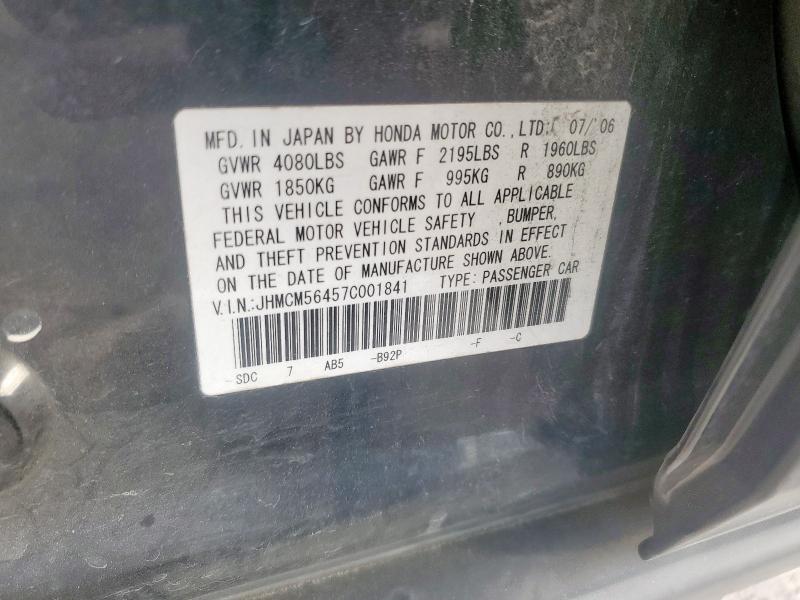 MFD. IN JAPAN BY HONDA MOTOR CO., LTD: 07/'06
GVWR 4080LBS GAWR F 2195LBS R 1960LBS
GVWR 1850KG GAWR F 995KG R 890KG
THIS VEHICLE CONFORMS TO ALL APPLICABLE
FEDERAL MOTOR VEHICLE SAFETY , BUMPER,
AND THEFT PREVENTION STANDARDS IN EFFECT
ON THE DATE OF MANUFACTURE SHOWN ABOVE.
V.I.N.:JHMCM56457C001841 TYPE: PASSENGER CAR
-SDC 7 AB5 -B92P -F -C